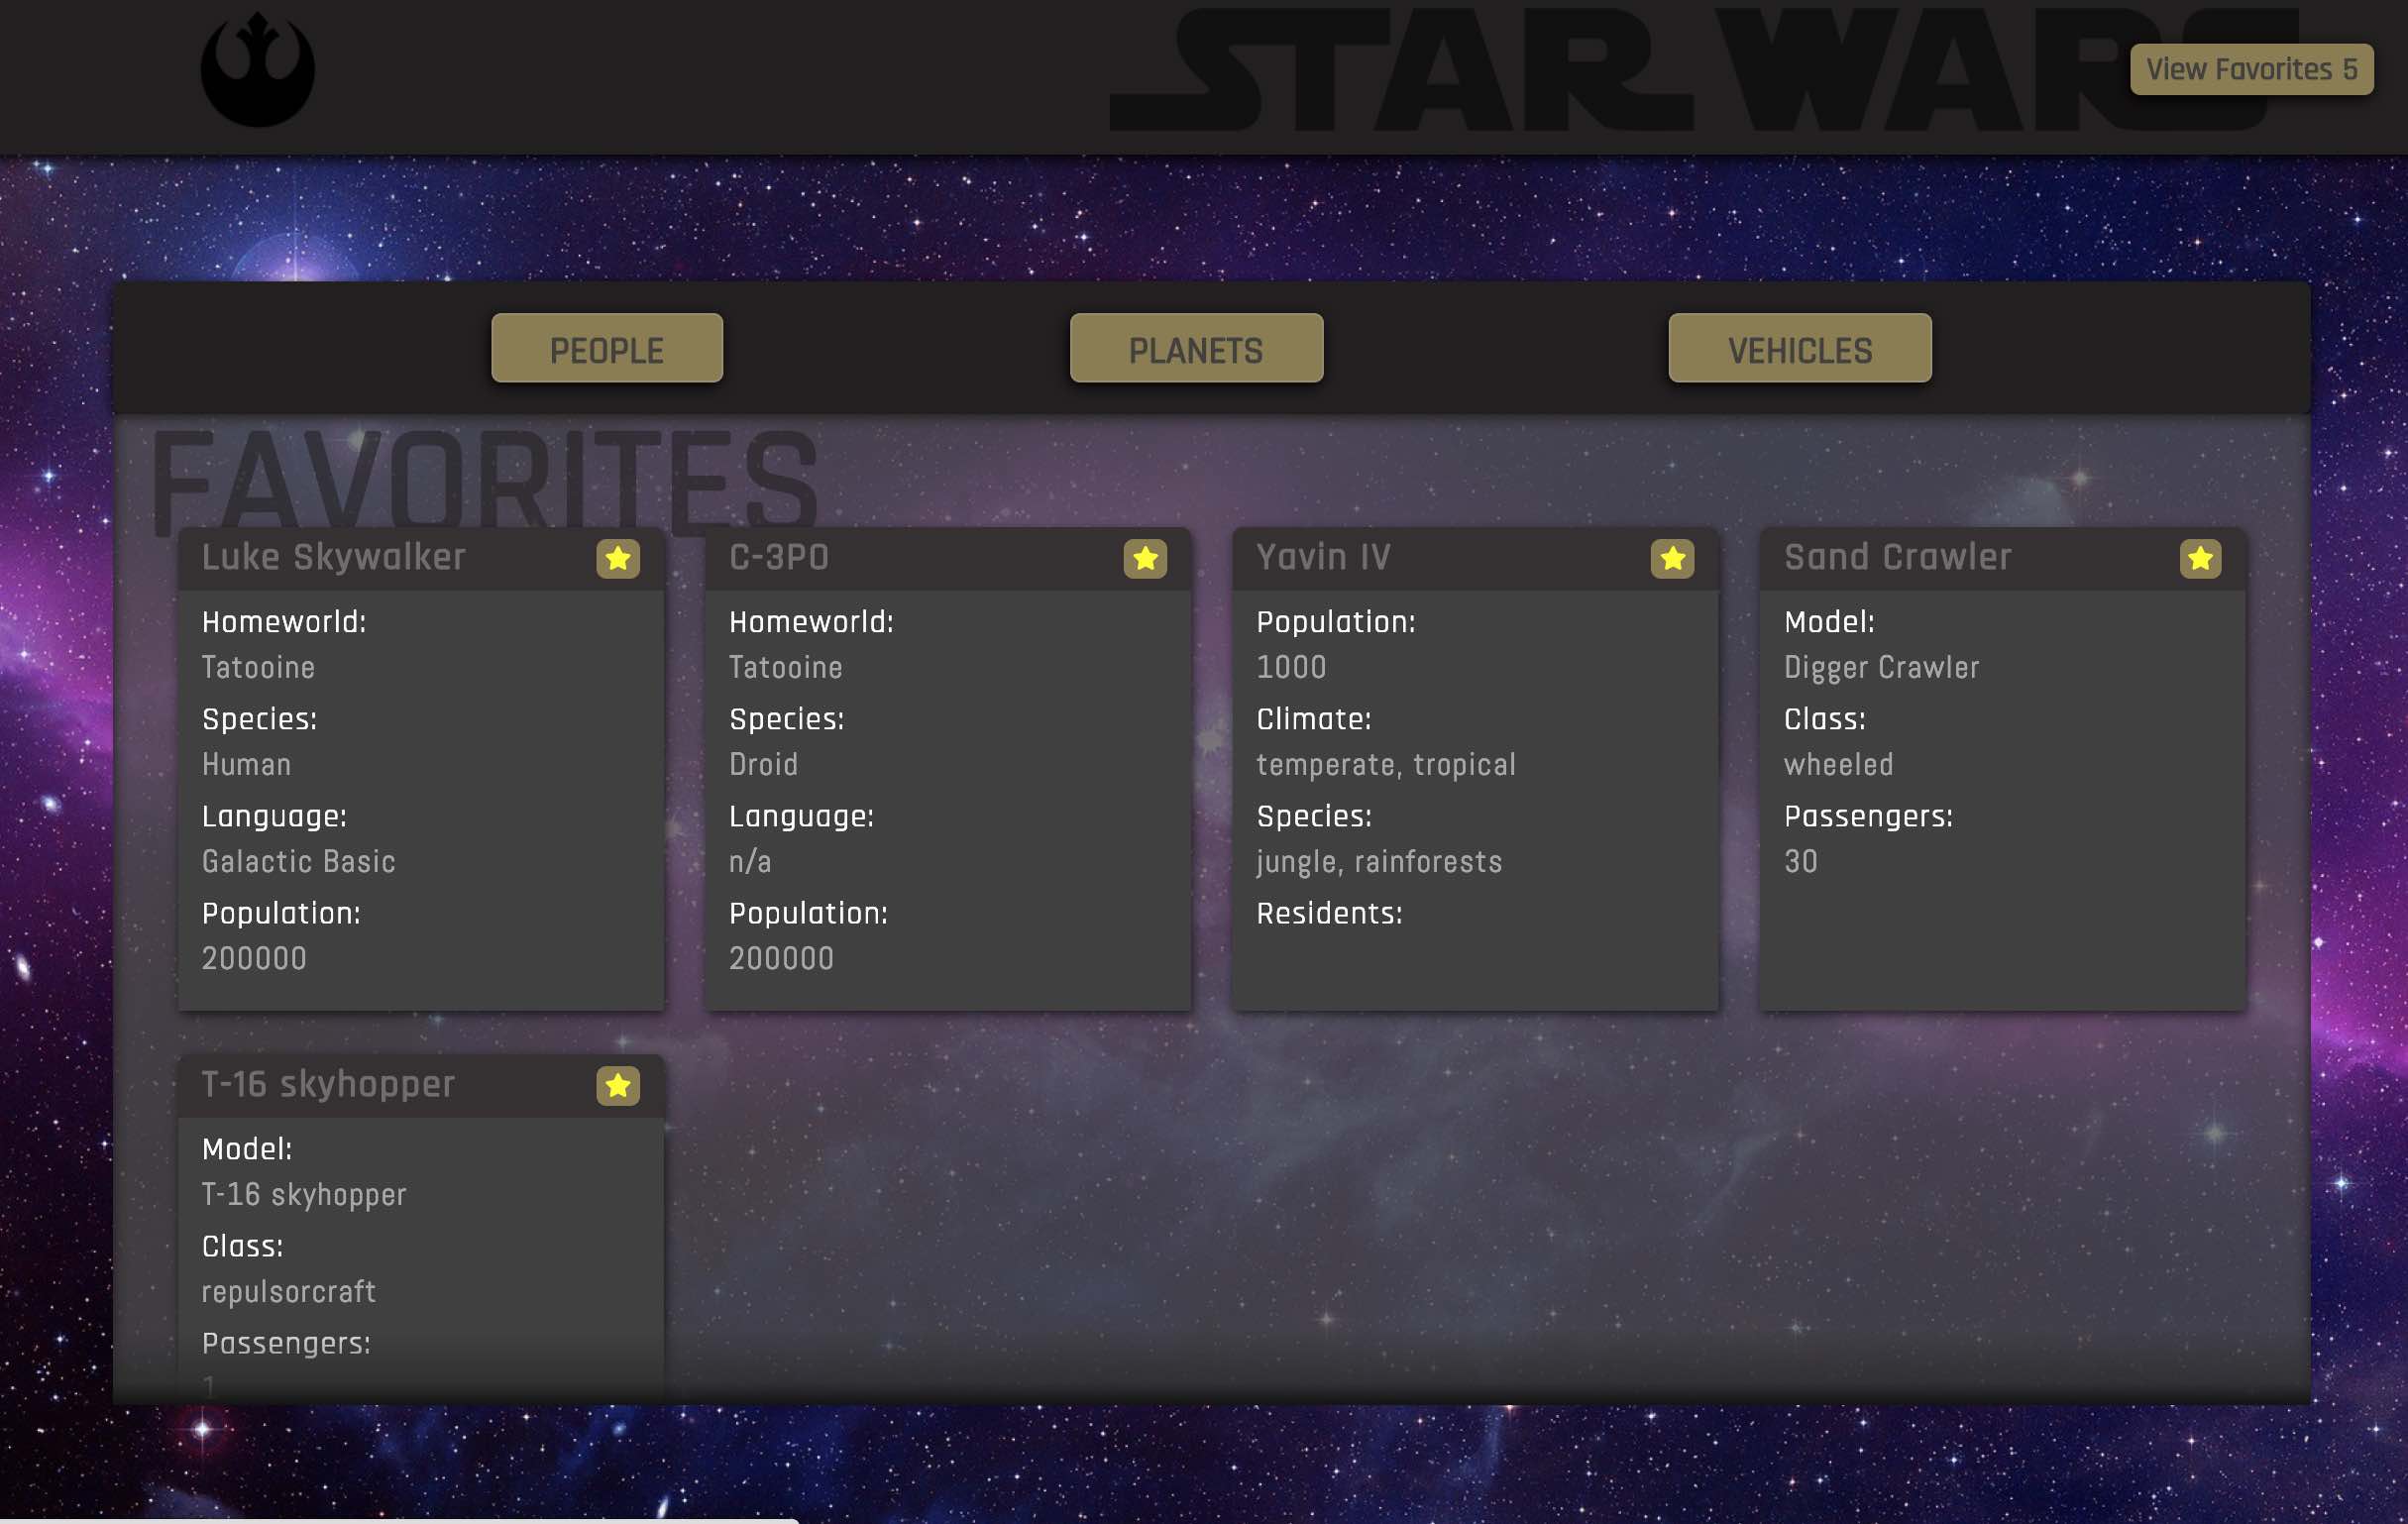 STAR WARS
View Favorites 5
PEOPLE
PLANETS
VEHICLES
FAVORITES
Luke Skywalker
Homeworld:
Tatooine
Species:
Human
Language:
Galactic Basic
Population:
200000
C-3PO
Homeworld:
Tatooine
Species:
Droid
Language:
n/a
Population:
200000
Yavin IV
Population:
1000
Climate:
temperate, tropical
Species:
jungle, rainforests
Residents:
Sand Crawler
Model:
Digger Crawler
Class:
wheeled
Passengers:
30
T-16 skyhopper
Model:
T-16 skyhopper
Class:
repulsorcraft
Passengers:
1